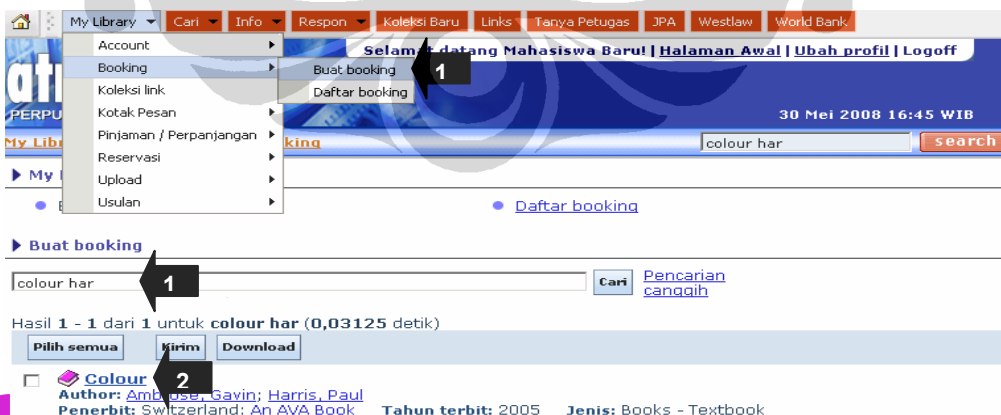 My Library Cari Info Respon Koleksi Baru Links Tanya Petugas JPA Westlaw World Bank
Selamat datang Mahasiswa Baru! | Halaman Awal | Ubah profil | Logoff
Account
Booking
Koleksi link
Kotak Pesan
Pinjaman / Perpanjangan
Reservasi
Upload
Usulan
Buat booking 1
Daftar booking
30 Mei 2008 16:45 WIB
colour har search
Daftar booking
Buat booking
colour har 1 Cari Pencarian
canggih
Hasil 1 - 1 dari 1 untuk colour har (0,03125 detik)
Pilih semua Kirim Download
Colour 2
Author: Ambrose, Gavin; Harris, Paul
Penerbit: Switzerland: An AVA Book Tahun terbit: 2005 Jenis: Books - Textbook